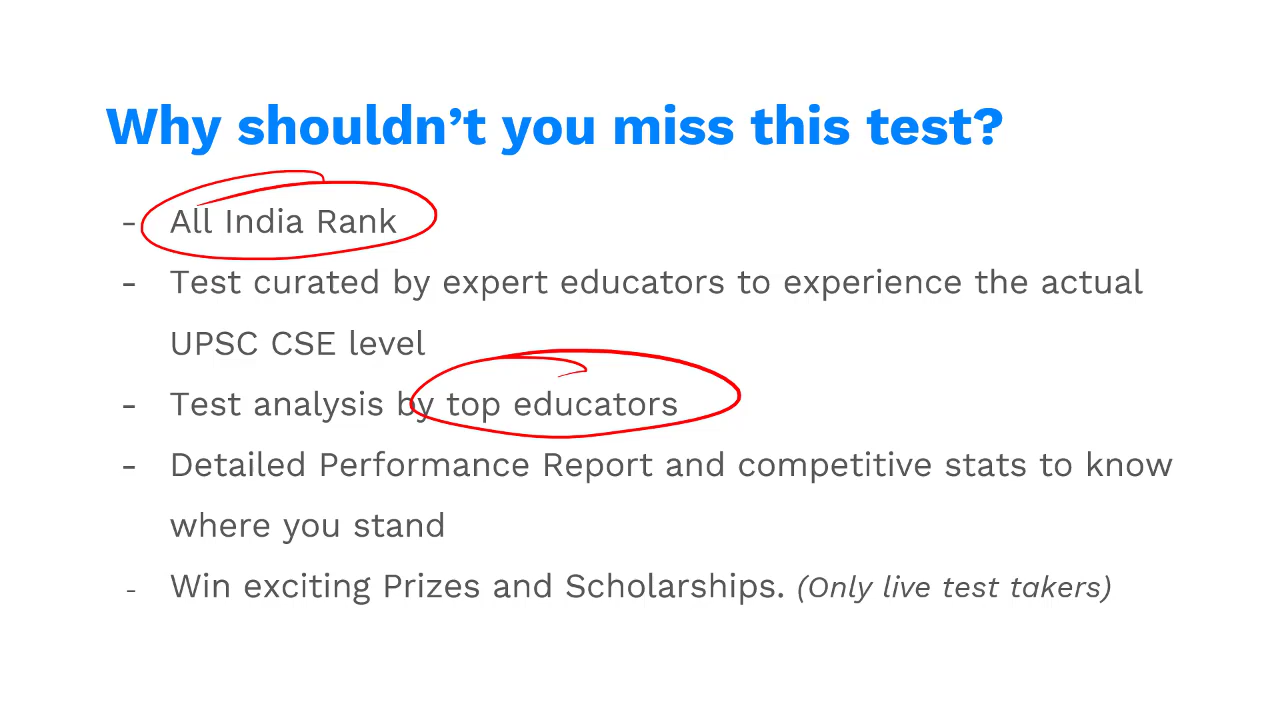 Why shouldn’t you miss this test?
- All India Rank
- Test curated by expert educators to experience the actual
UPSC CSE level
- Test analysis by top educators
- Detailed Performance Report and competitive stats to know
where you stand
- Win exciting Prizes and Scholarships. (Only live test takers)